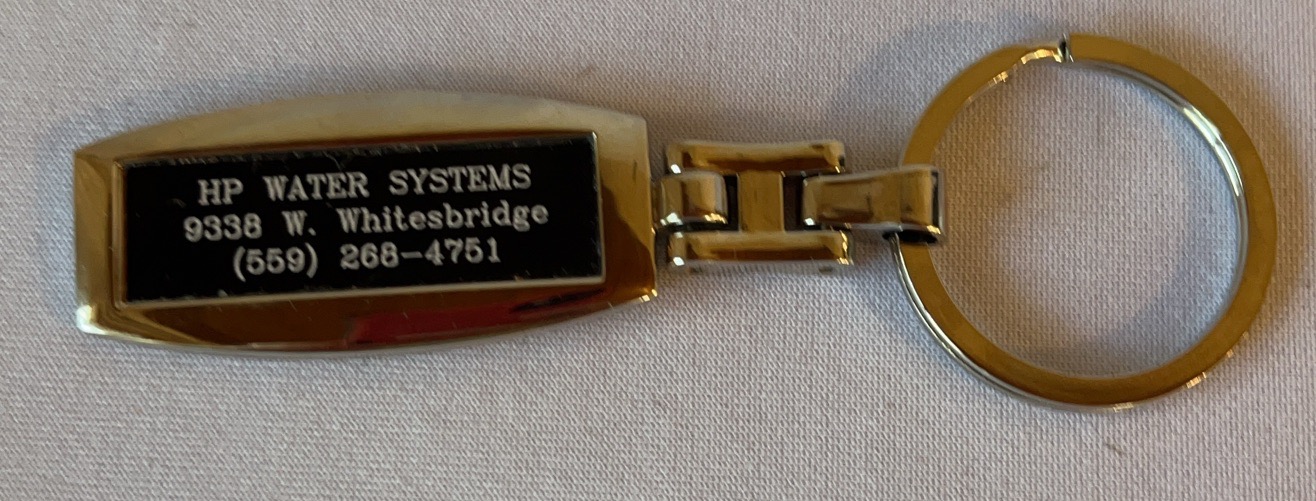 HP WATER SYSTEMS
9338 W. Whitesbridge
(559) 268-4751